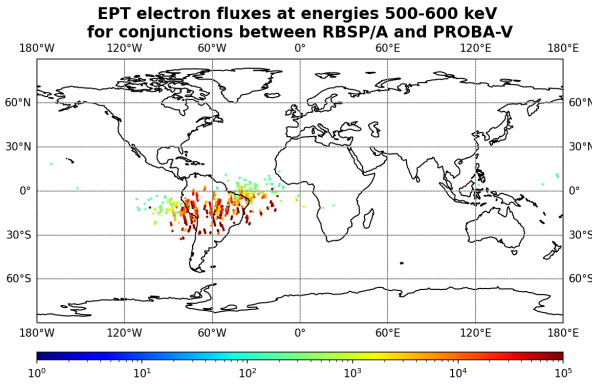 EPT electron fluxes at energies 500-600 keV
for conjunctions between RBSP/A and PROBA-V
180°W 120°W 60°W 0° 60°E 120°E 180°E
60°N 60°N
30°N 30°N
0° 0°
30°S 30°S
60°S 60°S
180°W 120°W 60°W 0° 60°E 120°E 180°E
10⁰ 10¹ 10² 10³ 10⁴ 10⁵